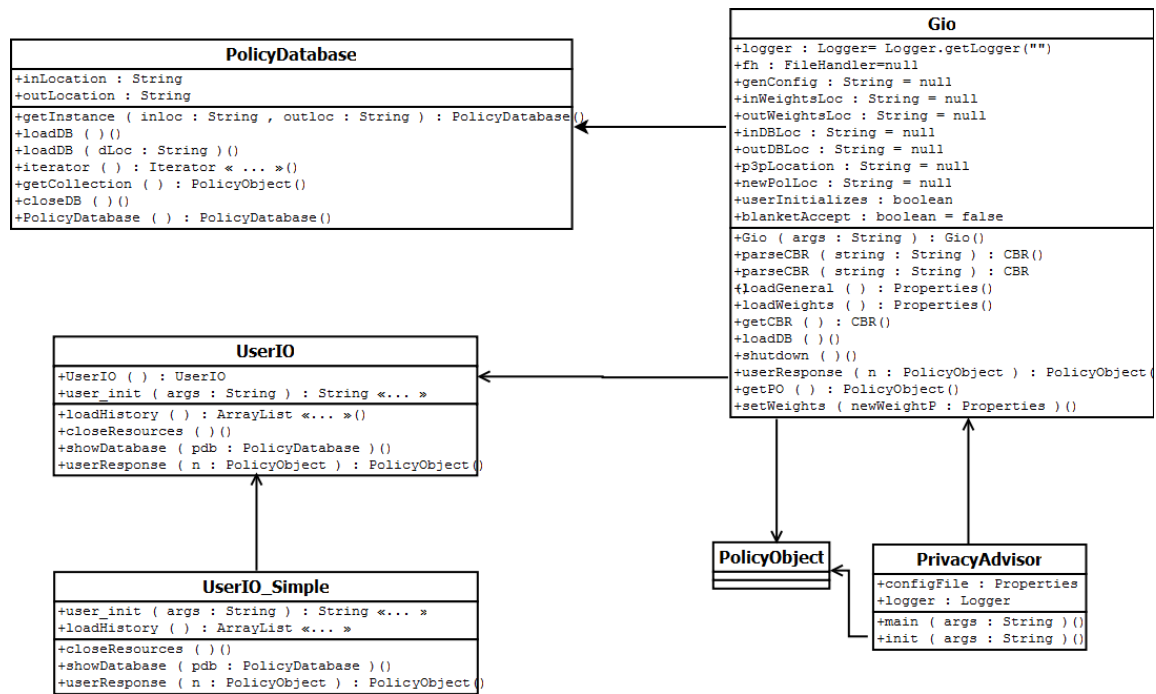 PolicyDatabase
+inLocation : String
+outLocation : String
+getInstance ( inloc : String , outloc : String ) : PolicyDatabase()
+loadDB ( )()
+loadDB ( dLoc : String )()
+iterator ( ) : Iterator « ... »()
+getCollection ( ) : PolicyObject()
+closeDB ( )()
+PolicyDatabase ( ) : PolicyDatabase()
Gio
+logger : Logger= Logger.getLogger("")
+fh : FileHandler=null
+genConfig : String = null
+inWeightsLoc : String = null
+outWeightsLoc : String = null
+inDBLoc : String = null
+outDBLoc : String = null
+p3pLocation : String = null
+newPolLoc : String = null
+userInitializes : boolean
+blanketAccept : boolean = false
+Gio ( args : String ) : Gio()
+parseCBR ( string : String ) : CBR()
+parseCBR ( string : String ) : CBR
()
+loadGeneral ( ) : Properties()
+loadWeights ( ) : Properties()
+getCBR ( ) : CBR()
+loadDB ( )()
+shutdown ( )()
+userResponse ( n : PolicyObject ) : PolicyObject()
+getPO ( ) : PolicyObject()
+setWeights ( newWeightP : Properties )()
UserIO
+UserIO ( ) : UserIO
+user_init ( args : String ) : String «... »
+loadHistory ( ) : ArrayList «... »()
+closeResources ( )()
+showDatabase ( pdb : PolicyDatabase )()
+userResponse ( n : PolicyObject ) : PolicyObject()
UserIO_Simple
+user_init ( args : String ) : String «... »
+loadHistory ( ) : ArrayList «... »
+closeResources ( )()
+showDatabase ( pdb : PolicyDatabase )()
+userResponse ( n : PolicyObject ) : PolicyObject()
PolicyObject
PrivacyAdvisor
+configFile : Properties
+logger : Logger
+main ( args : String )()
+init ( args : String )()